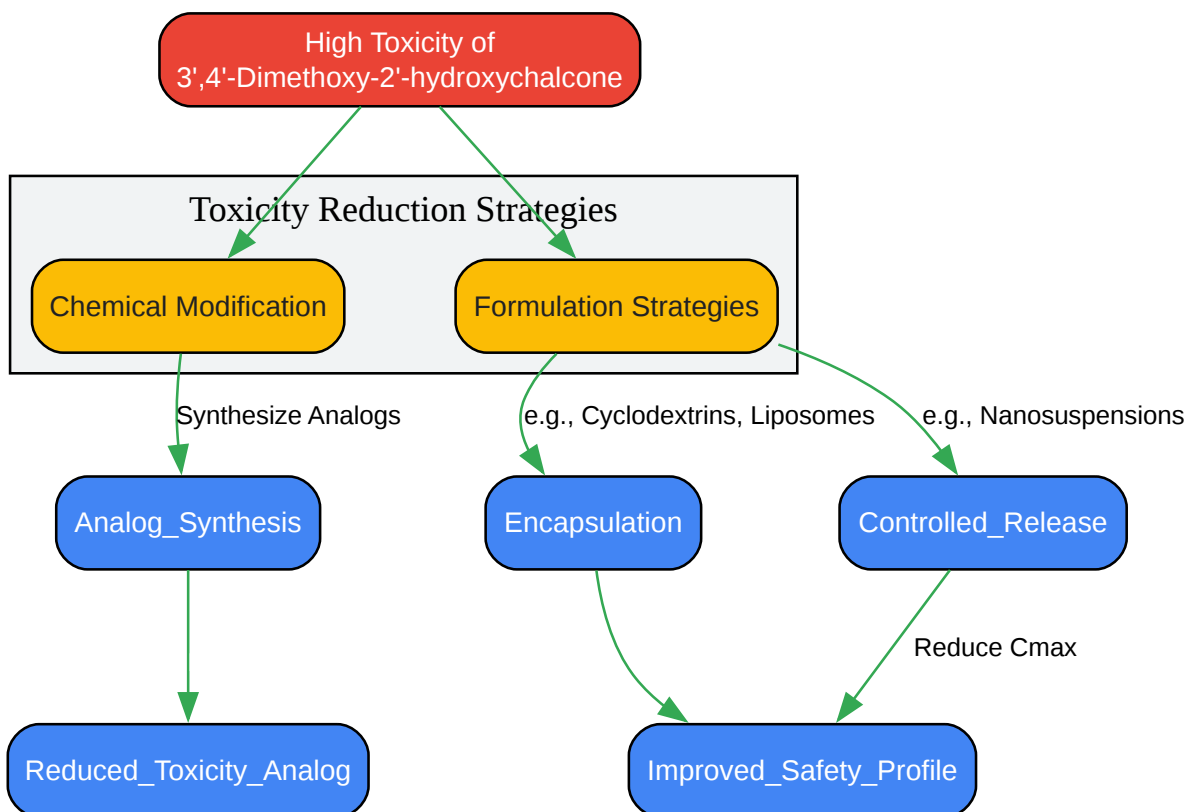 High Toxicity of
3',4'-Dimethoxy-2'-hydroxychalcone
Toxicity Reduction Strategies
Chemical Modification
Formulation Strategies
Synthesize Analogs
e.g., Cyclodextrins, Liposomes
e.g., Nanosuspensions
Analog_Synthesis
Encapsulation
Controlled_Release
Reduce Cmax
Reduced_Toxicity_Analog
Improved_Safety_Profile